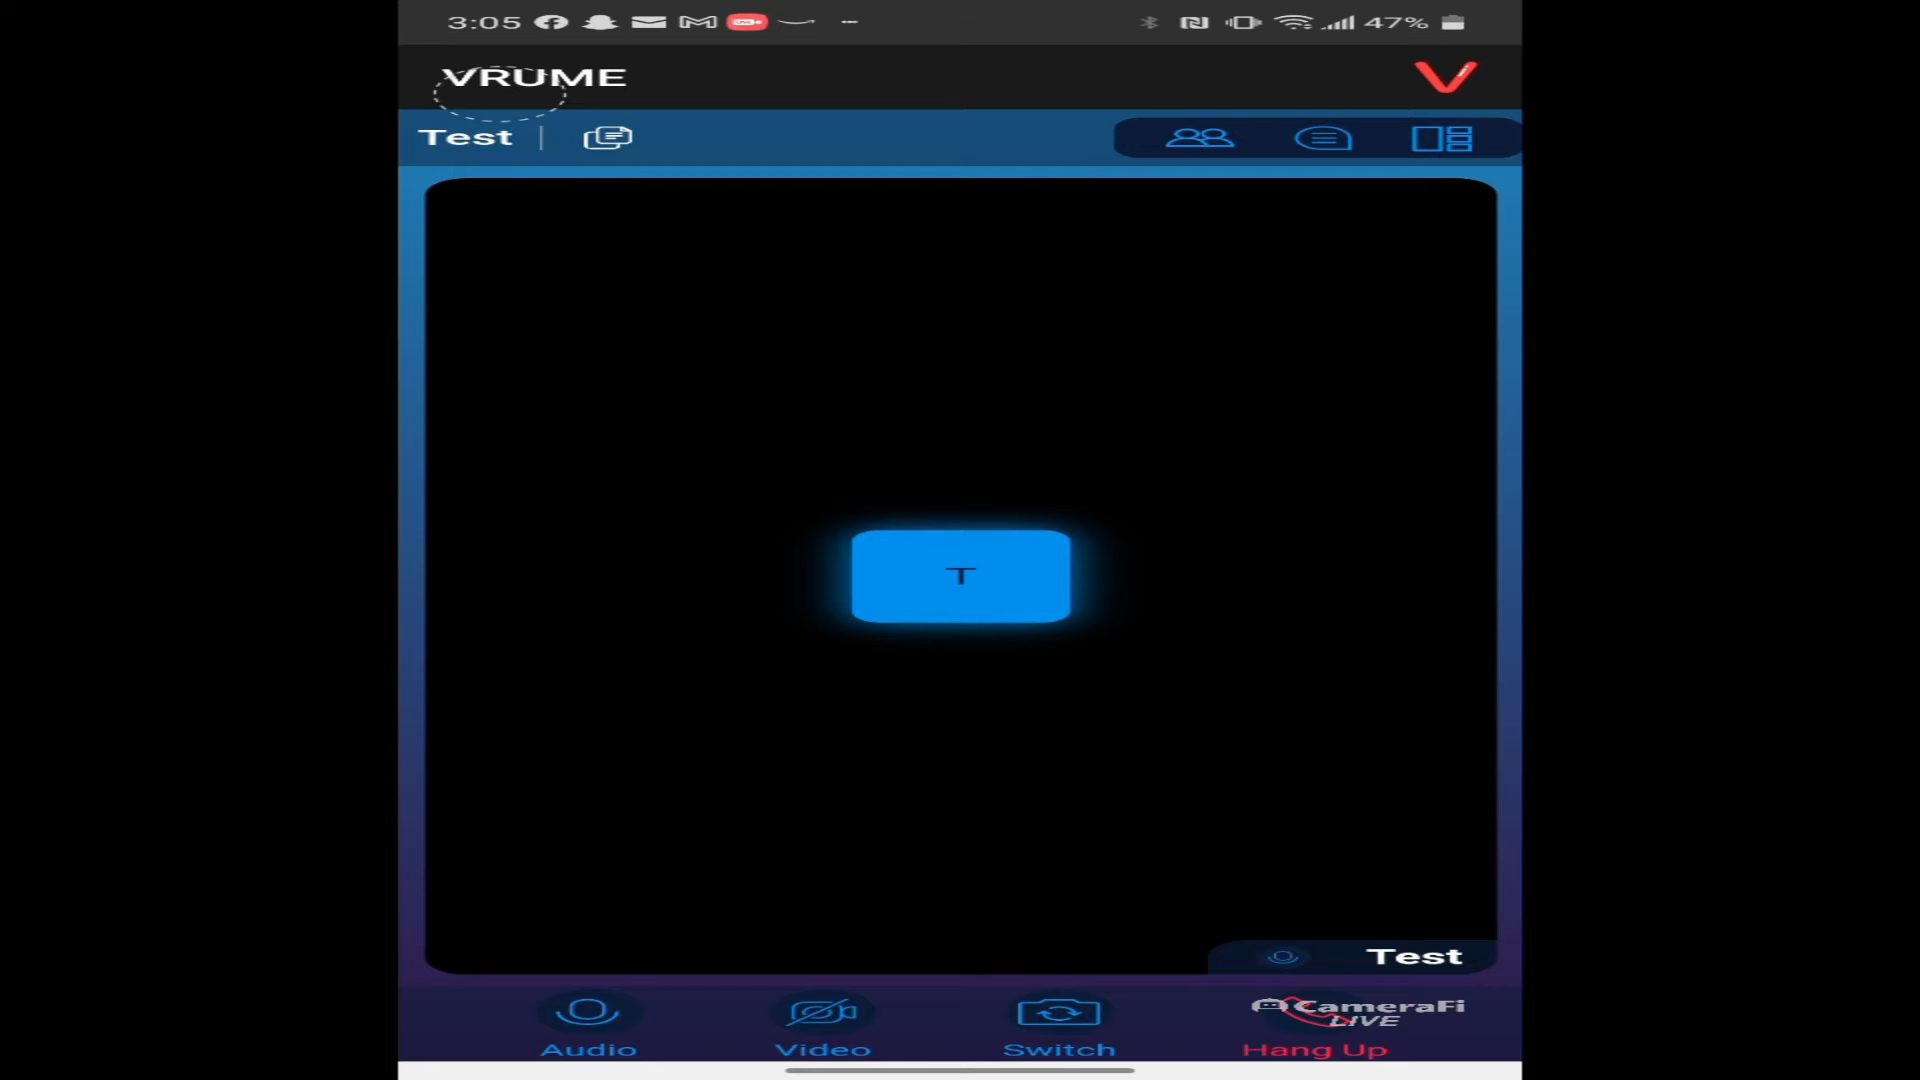 3:05 47%
VRUME
Test
T
Test
CameraFi
LIVE
Audio Video Switch Hang Up